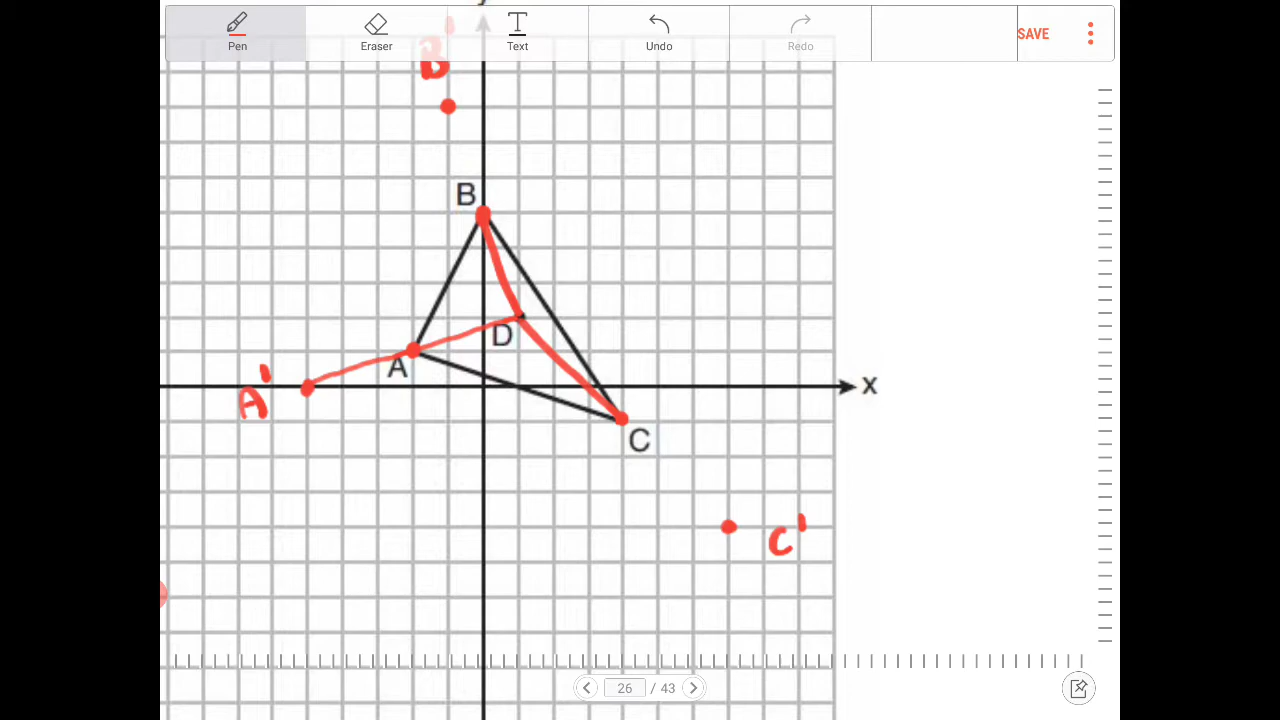 y
Pen
Eraser
Text
Undo
Redo
SAVE
B'
B
D
A
A'
x
C
C'
26 / 43